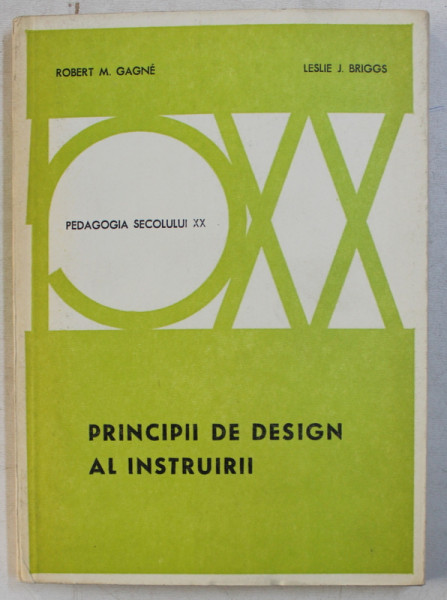 ROBERT M. GAGNÉ
LESLIE J. BRIGGS
PEDAGOGIA SECOLULUI XX
PRINCIPII DE DESIGN
AL INSTRUIRII